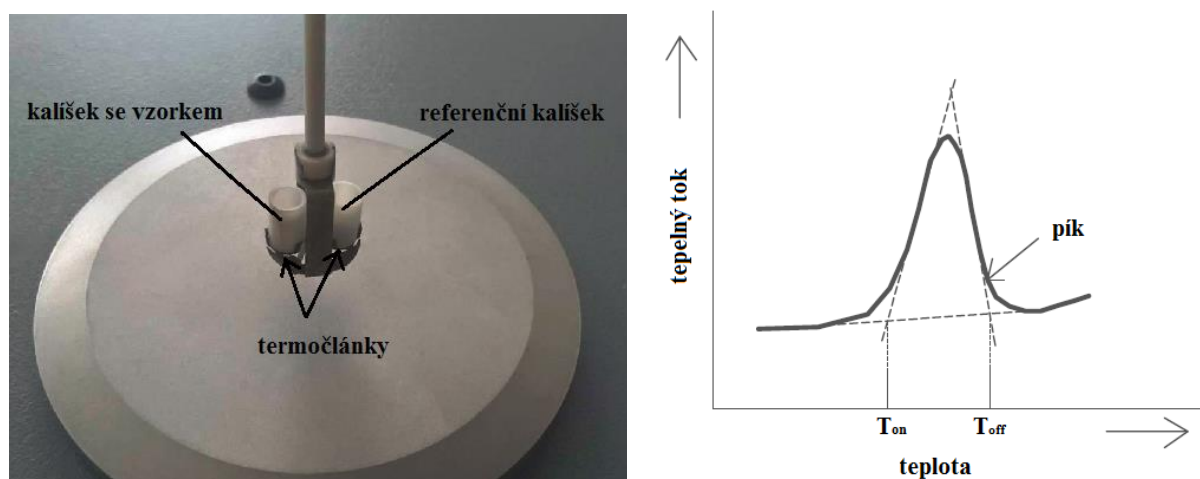 kalíšek se vzorkem
referenční kalíšek
termočlánky
tepelný tok
pík
Ton
Toff
teplota